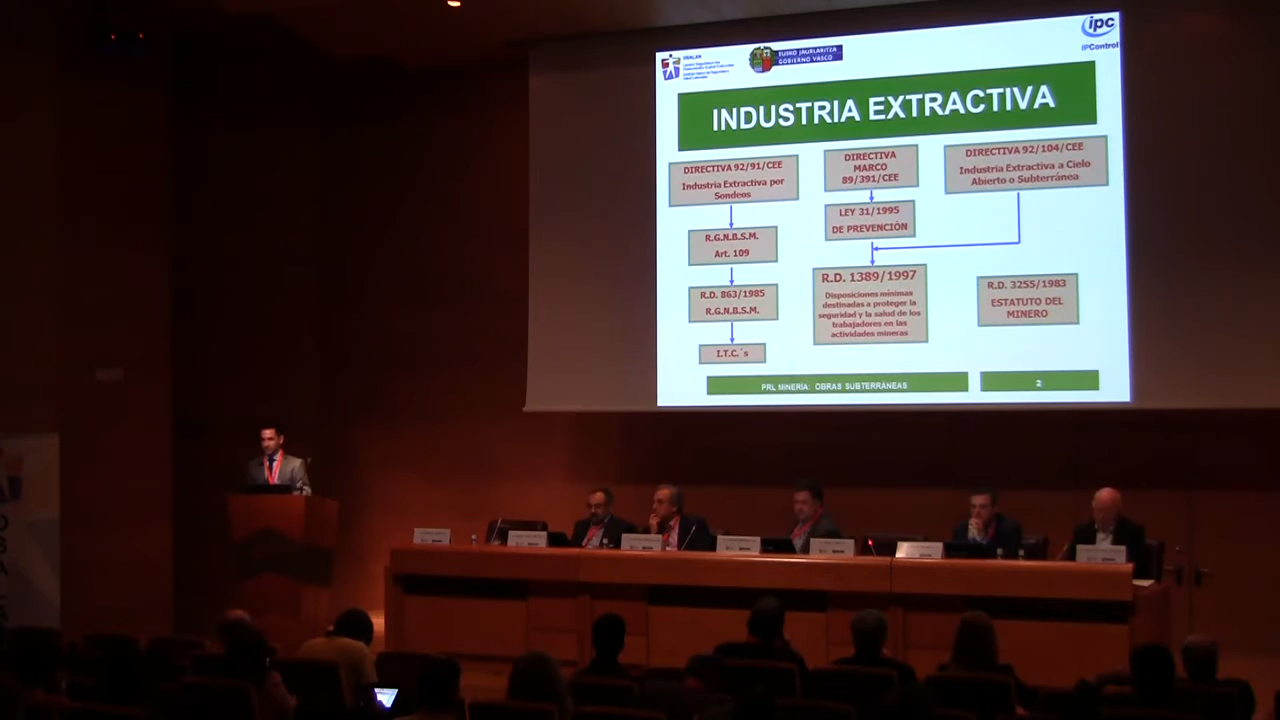 OSALAN
EUSKO JAURLARITZA
GOBIERNO VASCO
ipc
IPControl
INDUSTRIA EXTRACTIVA
DIRECTIVA 92/91/CEE
Industria Extractiva por
Sondeos
R.G.N.B.S.M.
Art. 109
R.D. 863/1985
R.G.N.B.S.M.
I.T.C.´s
DIRECTIVA
MARCO
89/391/CEE
LEY 31/1995
DE PREVENCIÓN
R.D. 1389/1997
Disposiciones mínimas
destinadas a proteger la
seguridad y la salud de los
trabajadores en las
actividades mineras
DIRECTIVA 92/104/CEE
Industria Extractiva a Cielo
Abierto o Subterránea
R.D. 3255/1983
ESTATUTO DEL
MINERO
PRL MINERIA: OBRAS SUBTERRÁNEAS
2